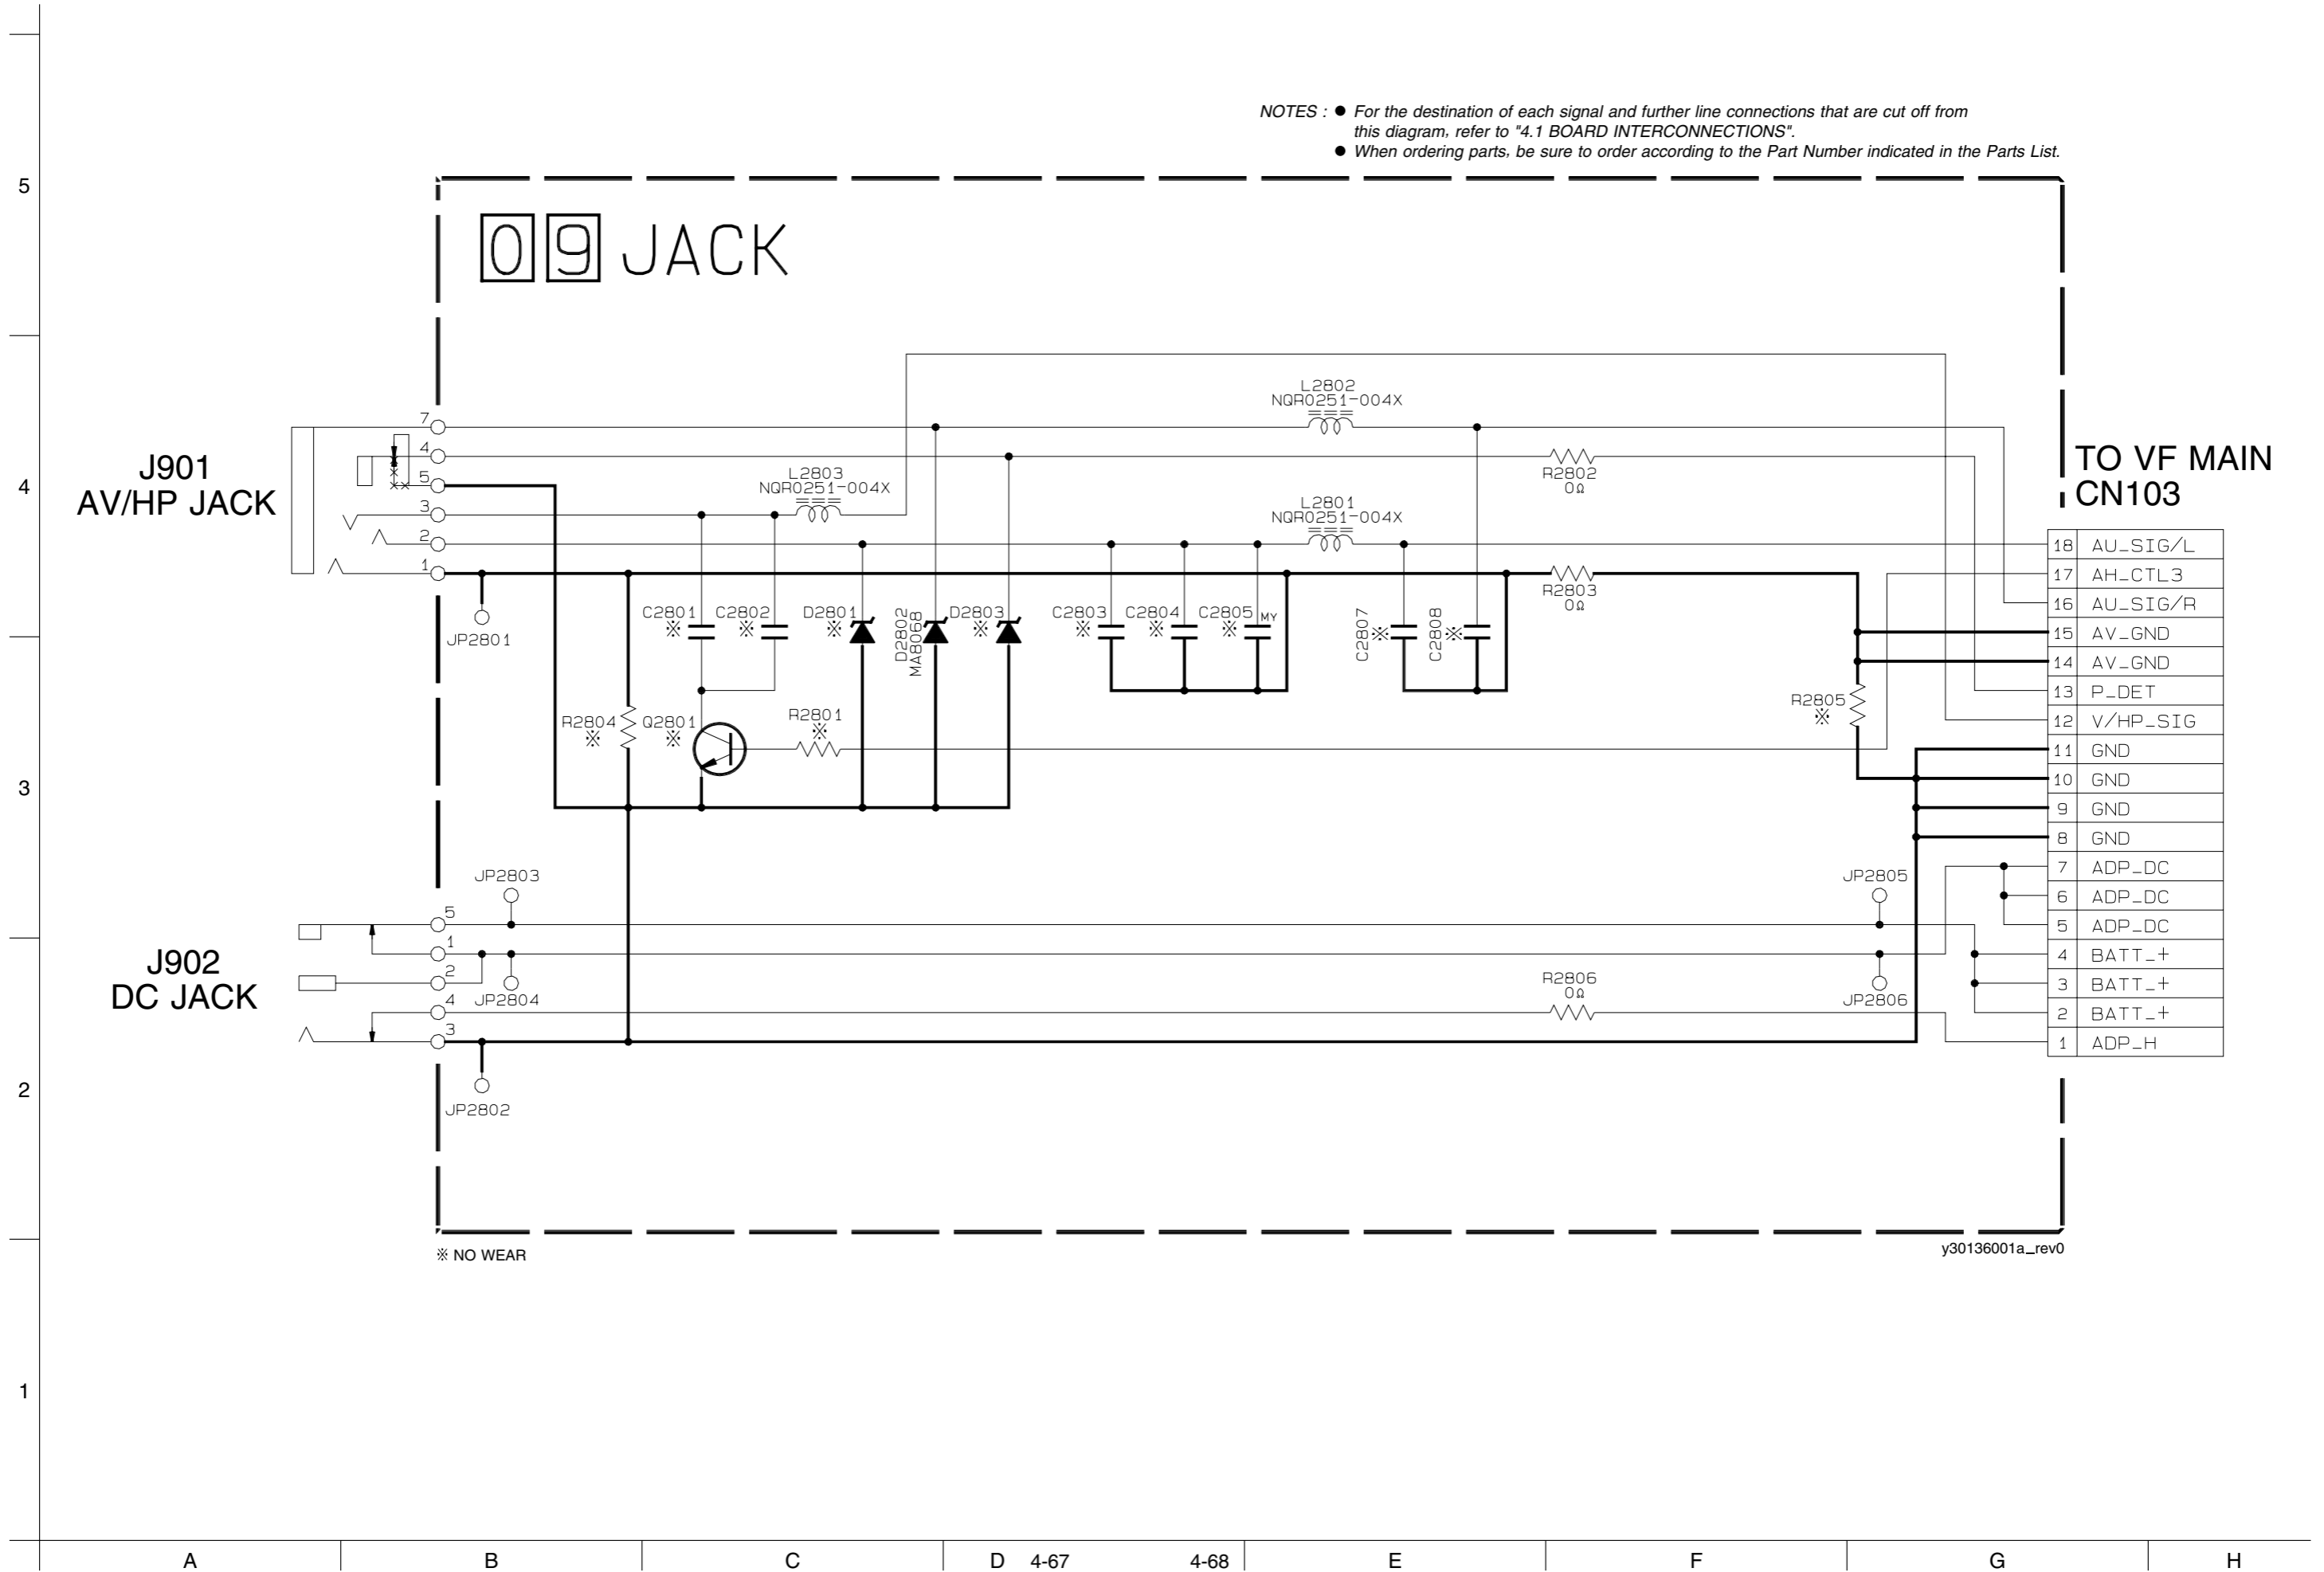 NOTES : ● For the destination of each signal and further line connections that are cut off from
this diagram, refer to "4.1 BOARD INTERCONNECTIONS".
● When ordering parts, be sure to order according to the Part Number indicated in the Parts List.
5
09 JACK
L2802
NQR0251-004X
7
4
J901
AV/HP JACK
5
3
2
1
L2803
NQR0251-004X
R2802
0Ω
L2801
NQR0251-004X
TO VF MAIN
CN103
4
18 AU_SIG/L
17 AH_CTL3
16 AU_SIG/R
15 AV_GND
14 AV_GND
13 P_DET
12 V/HP_SIG
11 GND
10 GND
9 GND
8 GND
7 ADP_DC
6 ADP_DC
5 ADP_DC
4 BATT_+
3 BATT_+
2 BATT_+
1 ADP_H
R2803
0Ω
JP2801
C2801
※
C2802
※
D2801
※
D2802
MA8068
D2803
※
C2803
※
C2804
※
C2805
※
MY
C2807
※
C2808
※
R2804
※
Q2801
※
R2801
※
R2805
※
3
JP2803
JP2805
5
1
2
4
3
J902
DC JACK
JP2804
R2806
0Ω
JP2806
JP2802
2
※ NO WEAR
y30136001a_rev0
1
A
B
C
D
4-67
4-68
E
F
G
H